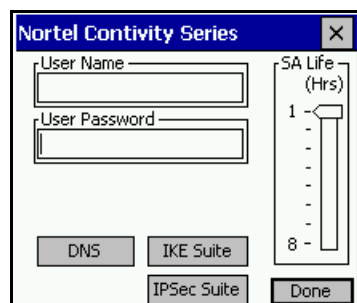 Nortel Contivity Series
User Name
User Password
SA Life
(Hrs)
1
8
DNS
IKE Suite
IPSec Suite
Done